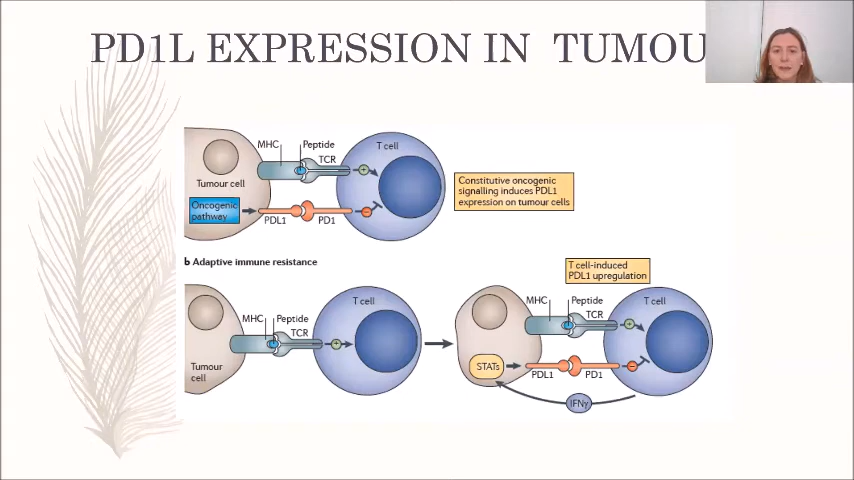 PD1L EXPRESSION IN TUMOU
MHC
Peptide
TCR
T cell
Tumour cell
Oncogenic
pathway
PDL1
PD1
Constitutive oncogenic
signalling induces PDL1
expression on tumour cells
b Adaptive immune resistance
T cell-induced
PDL1 upregulation
MHC
Peptide
TCR
T cell
Tumour
cell
MHC
Peptide
TCR
T cell
STATs
PDL1
PD1
IFNγ